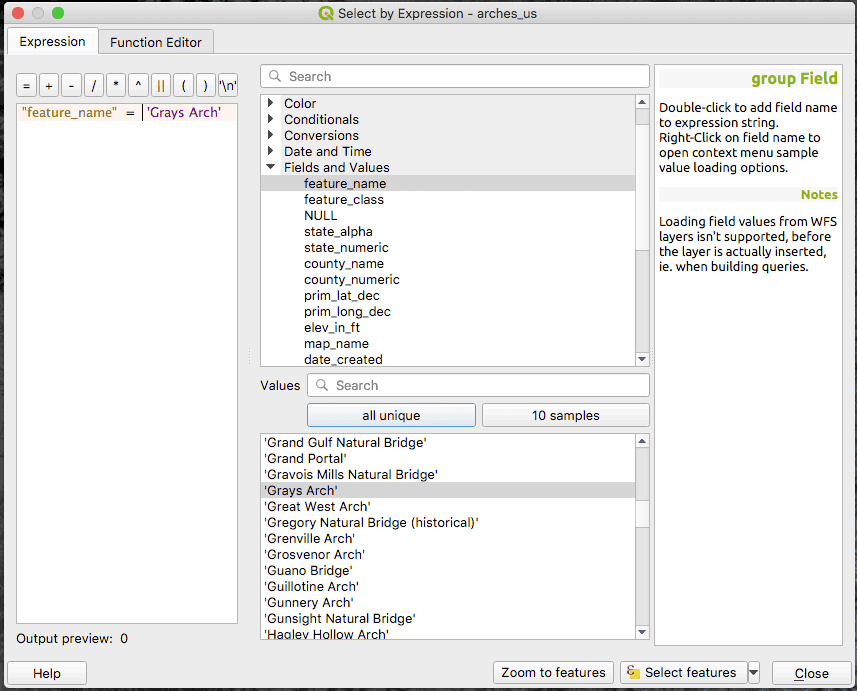 Select by Expression - arches_us
Expression
Function Editor
= + - / * ^ || ( ) '\n'
"feature_name" = 'Grays Arch'
Output preview: 0
Search
Color
Conditionals
Conversions
Date and Time
Fields and Values
feature_name
feature_class
NULL
state_alpha
state_numeric
county_name
county_numeric
prim_lat_dec
prim_long_dec
elev_in_ft
map_name
date_created
Values
Search
all unique
10 samples
'Grand Gulf Natural Bridge'
'Grand Portal'
'Gravois Mills Natural Bridge'
'Grays Arch'
'Great West Arch'
'Gregory Natural Bridge (historical)'
'Grenville Arch'
'Grosvenor Arch'
'Guano Bridge'
'Guillotine Arch'
'Gunnery Arch'
'Gunsight Natural Bridge'
'Hagley Hollow Arch'
group Field
Double-click to add field name
to expression string.
Right-Click on field name to
open context menu sample
value loading options.
Notes
Loading field values from WFS
layers isn't supported, before
the layer is actually inserted,
ie. when building queries.
Help
Zoom to features
Select features
Close